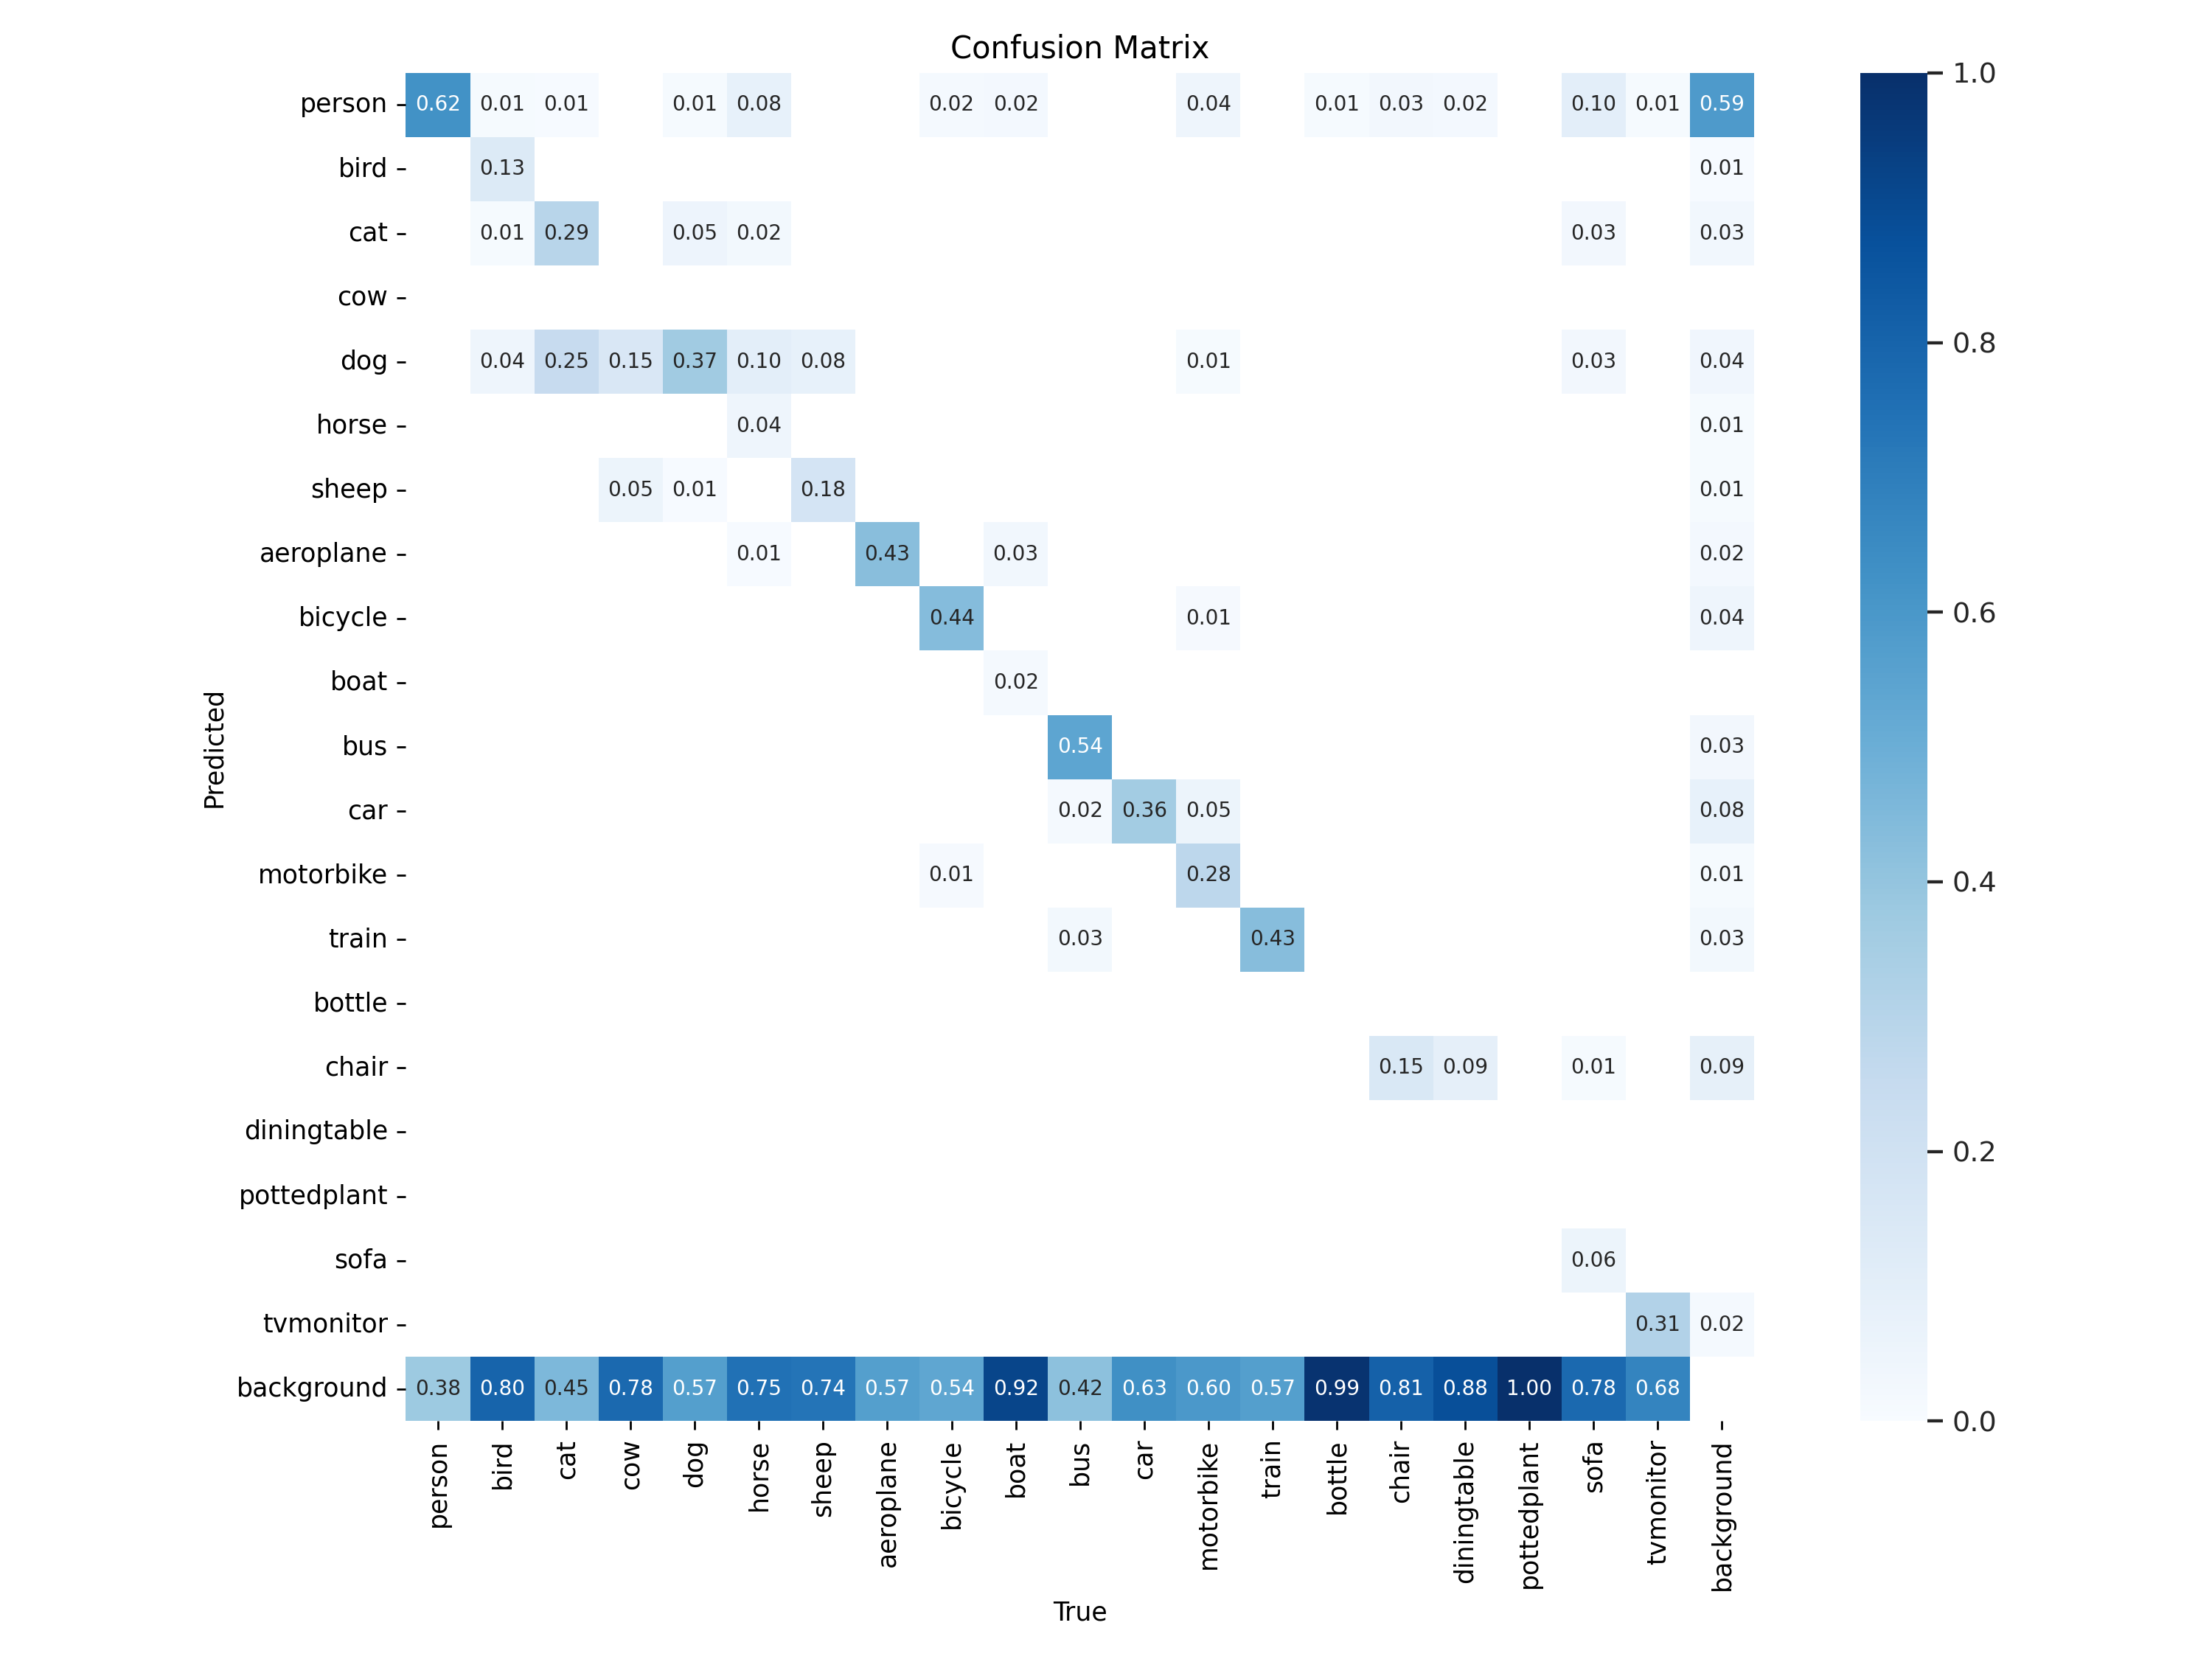 Confusion Matrix
person 0.62 0.01 0.01 0.01 0.08 0.02 0.02 0.04 0.01 0.03 0.02 0.10 0.01 0.59
bird 0.13 0.01
cat 0.01 0.29 0.05 0.02 0.03 0.03
cow
dog 0.04 0.25 0.15 0.37 0.10 0.08 0.01 0.03 0.04
horse 0.04 0.01
sheep 0.05 0.01 0.18 0.01
aeroplane 0.01 0.43 0.03 0.02
bicycle 0.44 0.01 0.04
boat 0.02
bus 0.54 0.03
car 0.02 0.36 0.05 0.08
motorbike 0.01 0.28 0.01
train 0.03 0.43 0.03
bottle
chair 0.15 0.09 0.01 0.09
diningtable
pottedplant
sofa 0.06
tvmonitor 0.31 0.02
background 0.38 0.80 0.45 0.78 0.57 0.75 0.74 0.57 0.54 0.92 0.42 0.63 0.60 0.57 0.99 0.81 0.88 1.00 0.78 0.68
person bird cat cow dog horse sheep aeroplane bicycle boat bus car motorbike train bottle chair diningtable pottedplant sofa tvmonitor background
True
Predicted
1.0
0.8
0.6
0.4
0.2
0.0